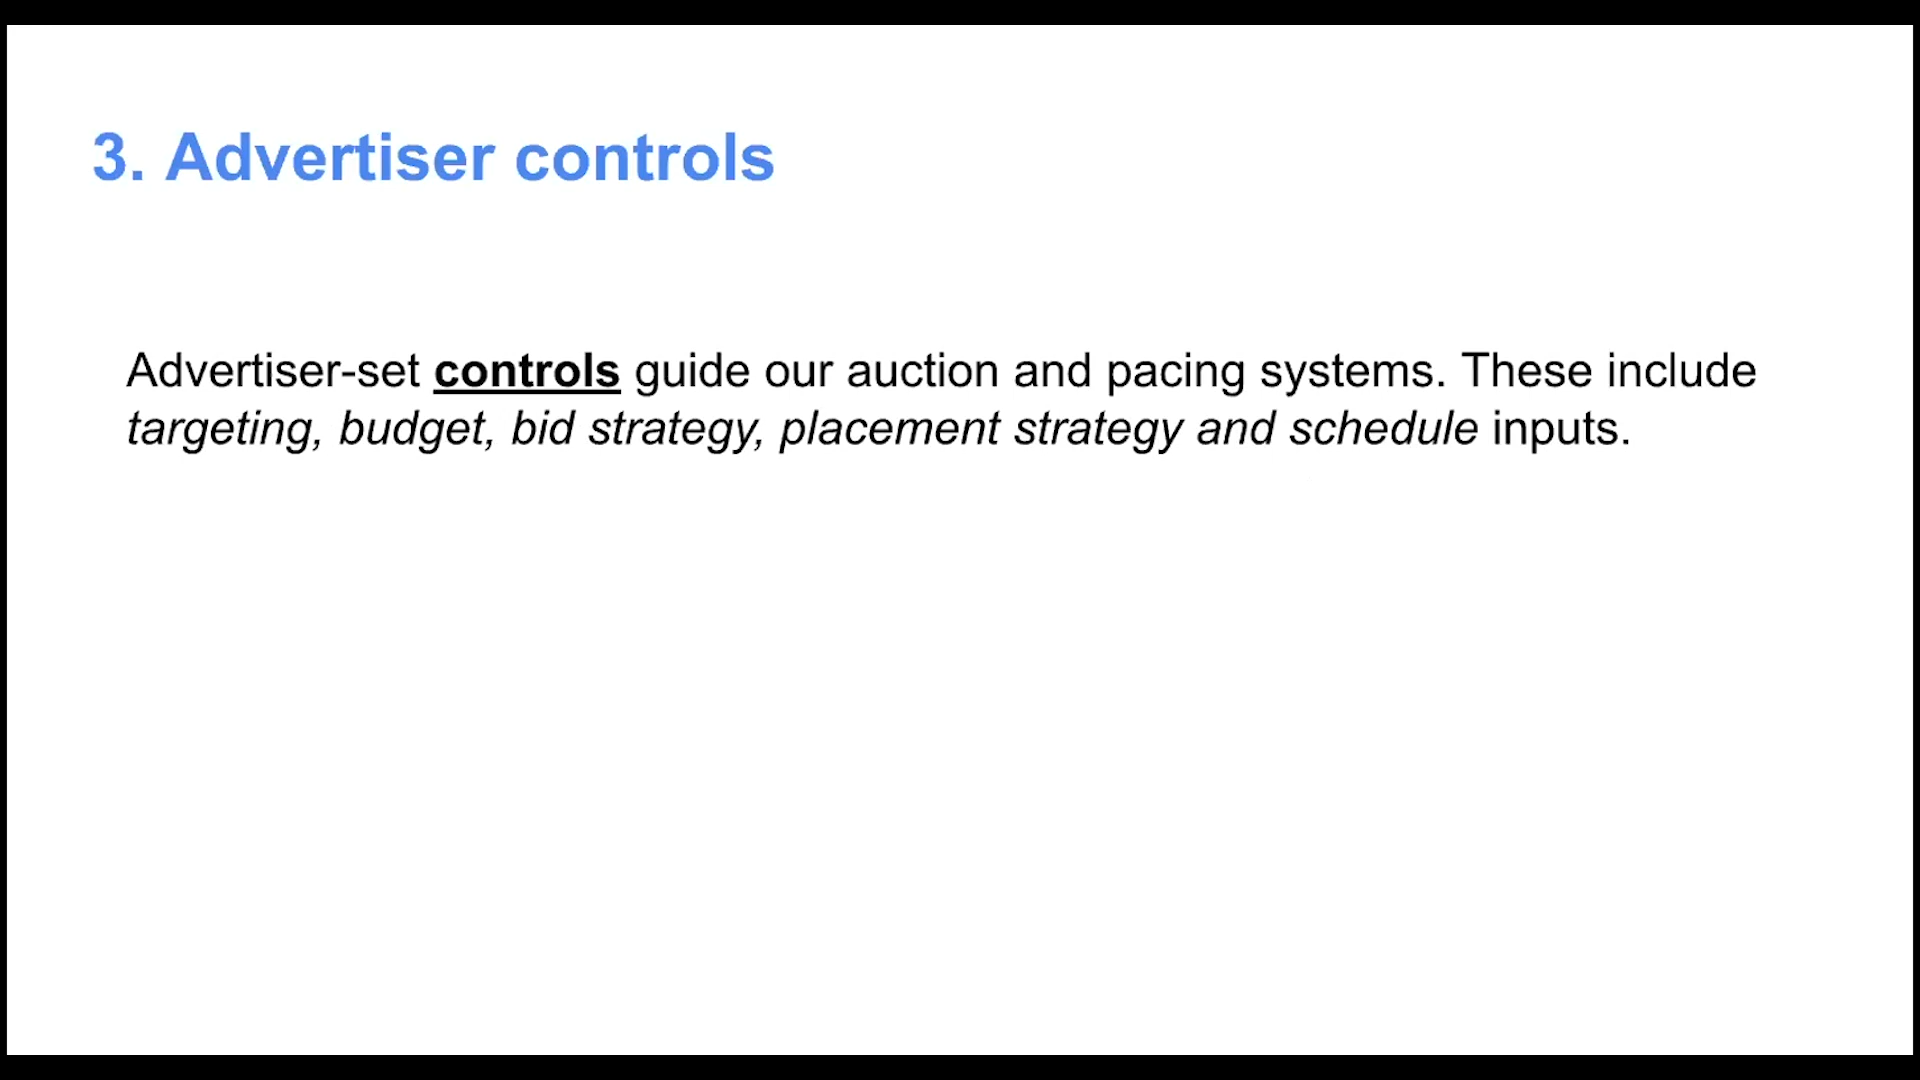 3. Advertiser controls
Advertiser-set controls guide our auction and pacing systems. These include
targeting, budget, bid strategy, placement strategy and schedule inputs.